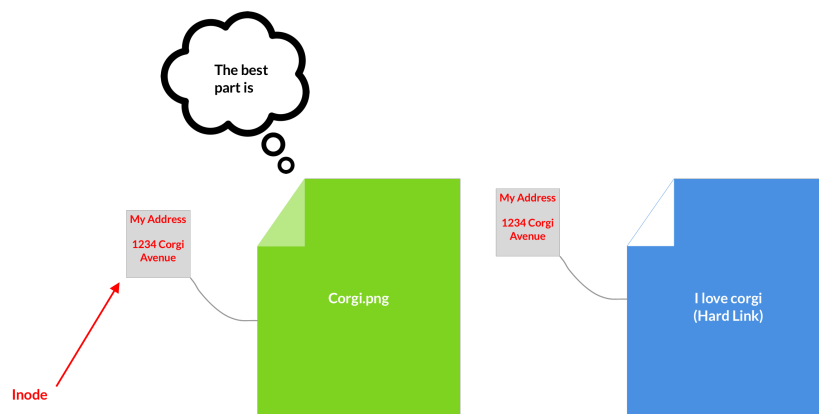 The best
part is
My Address
1234 Corgi
Avenue
Corgi.png
Inode
My Address
1234 Corgi
Avenue
I love corgi
(Hard Link)